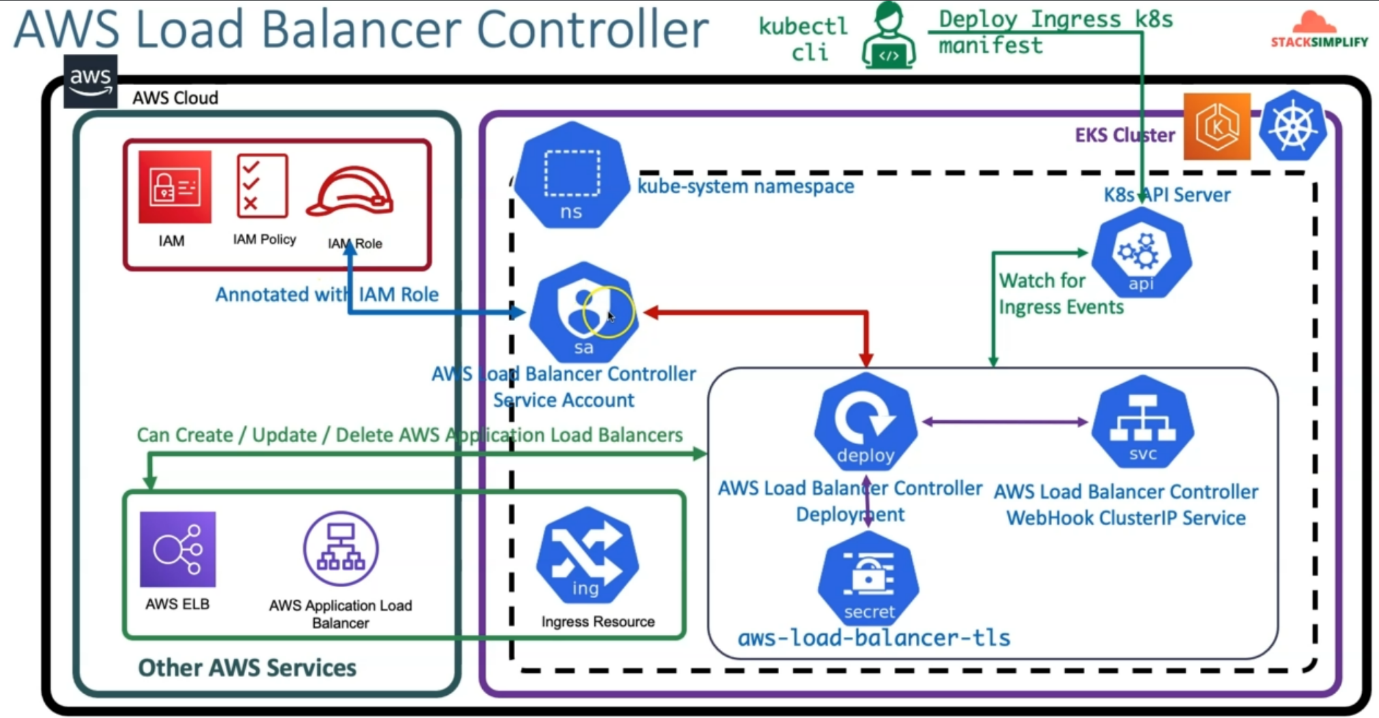 AWS Load Balancer Controller
kubectl
cli
</>
Deploy Ingress k8s
manifest
STACKSIMPLIFY
aws
AWS Cloud
EKS Cluster
K
IAM
IAM Policy
IAM Role
Annotated with IAM Role
ns
kube-system namespace
K8s API Server
api
Watch for
Ingress Events
sa
AWS Load Balancer Controller
Service Account
Can Create / Update / Delete AWS Application Load Balancers
deploy
AWS Load Balancer Controller
Deployment
svc
AWS Load Balancer Controller
WebHook ClusterIP Service
secret
aws-load-balancer-tls
AWS ELB
AWS Application Load
Balancer
ing
Ingress Resource
Other AWS Services